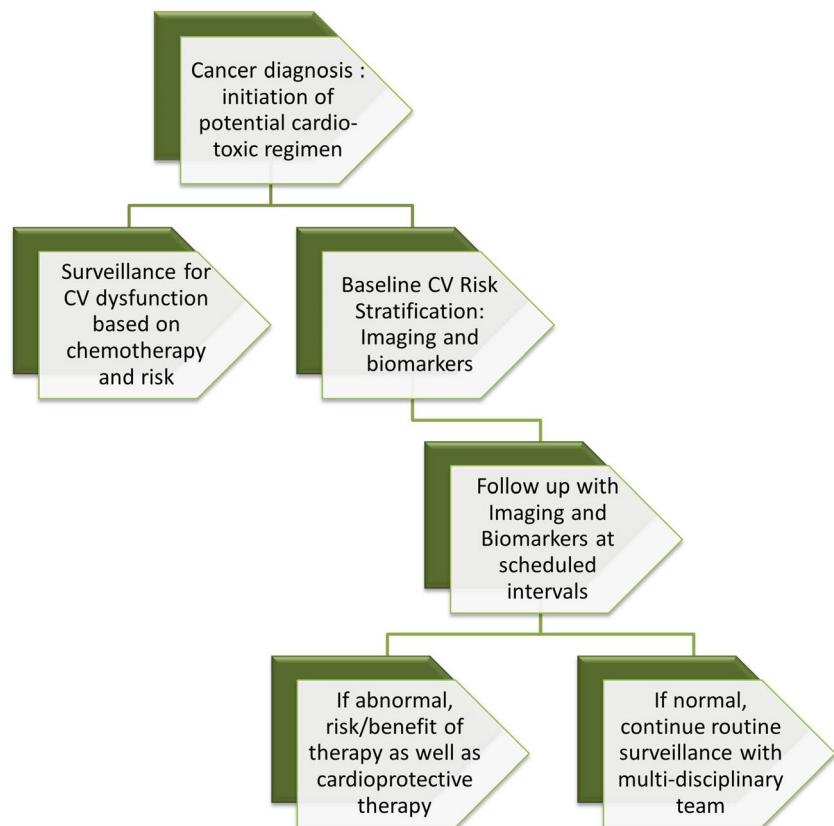 Cancer diagnosis :
initiation of
potential cardio-
toxic regimen
Surveillance for
CV dysfunction
based on
chemotherapy
and risk
Baseline CV Risk
Stratification:
Imaging and
biomarkers
Follow up with
Imaging and
Biomarkers at
scheduled
intervals
If abnormal,
risk/benefit of
therapy as well as
cardioprotective
therapy
If normal,
continue routine
surveillance with
multi-disciplinary
team